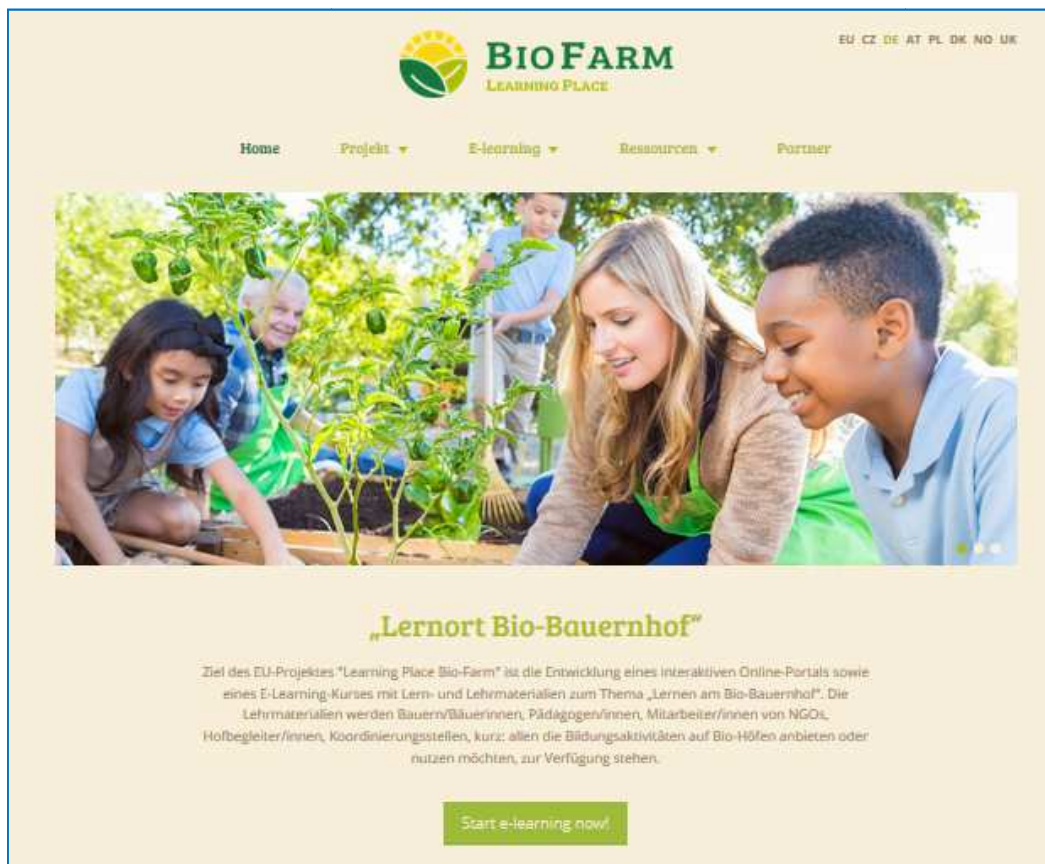 BIO FARM
LEARNING PLACE
EU CZ DE AT PL DK NO UK
Home Projekt E-learning Ressourcen Partner
„Lernort Bio-Bauernhof“
Ziel des EU-Projektes "Learning Place Bio-Farm" ist die Entwicklung eines interaktiven Online-Portals sowie
eines E-Learning-Kurses mit Lern- und Lehrmaterialien zum Thema „Lernen am Bio-Bauernhof". Die
Lehrmaterialien werden Bauern/Bäuerinnen, Pädagogen/innen, Mitarbeiter/innen von NGOs,
Hofbegleiter/innen, Koordinierungsstellen, kurz: allen die Bildungsaktivitäten auf Bio-Höfen anbieten oder
nutzen möchten, zur Verfügung stehen.
Start e-learning now!